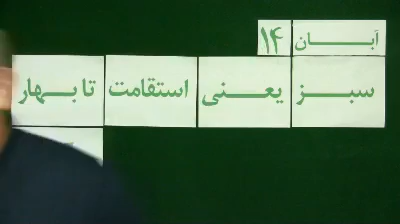 آبان ۱۴
سبز یعنی استقامت تا بهار